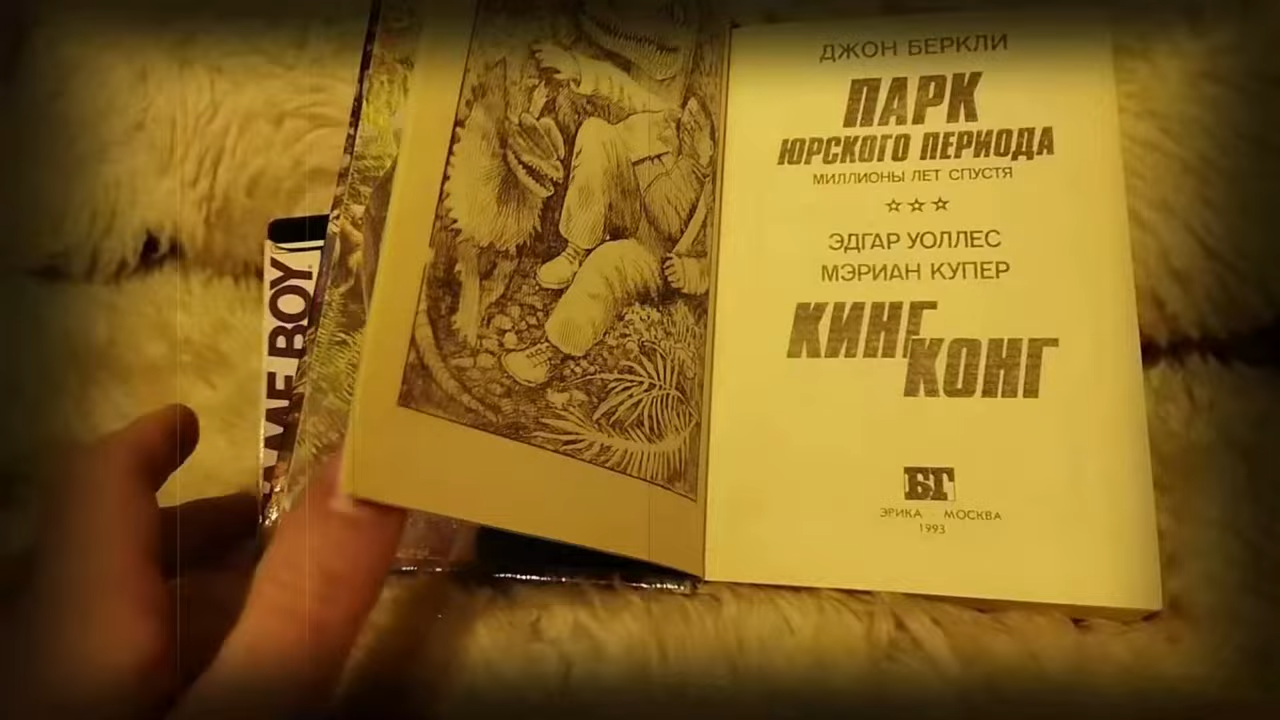 GAME BOY
ДЖОН БЕРКЛИ
ПАРК
ЮРСКОГО ПЕРИОДА
МИЛЛИОНЫ ЛЕТ СПУСТЯ
☆☆☆
ЭДГАР УОЛЛЕС
МЭРИАН КУПЕР
КИНГ
КОНГ
БГ
ЭРИКА - МОСКВА
1993